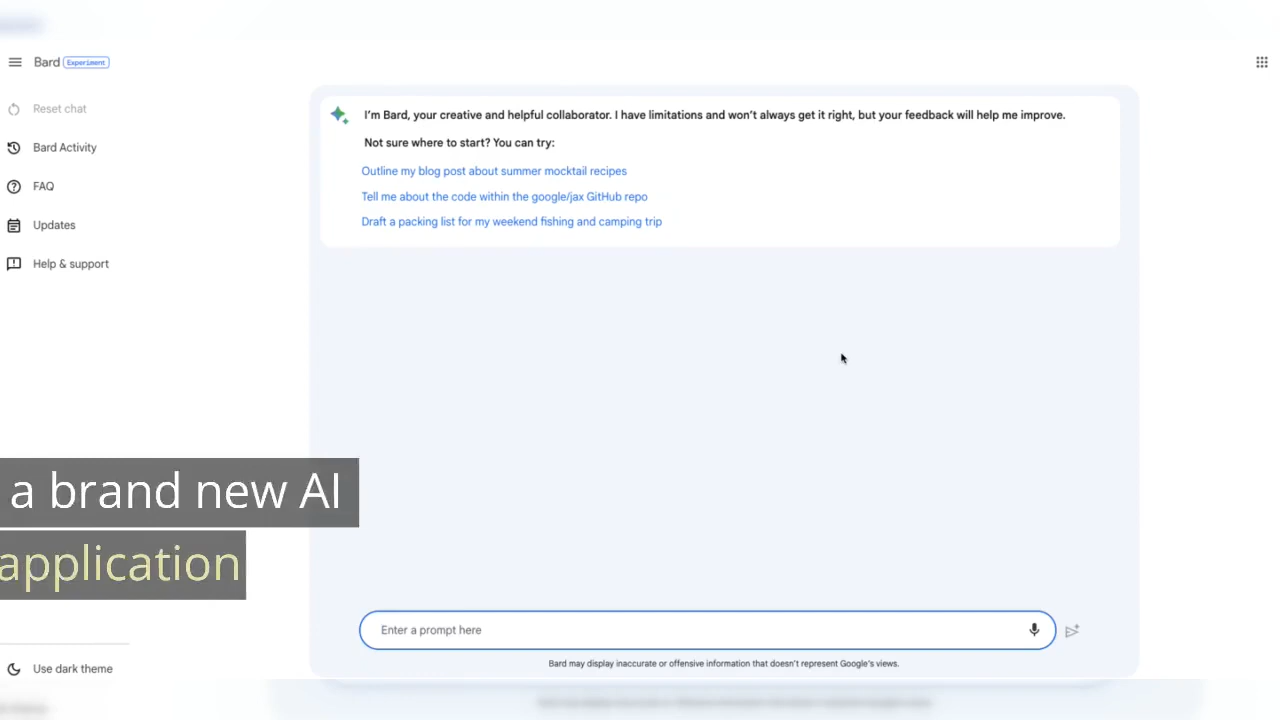 Bard Experiment
Reset chat
Bard Activity
FAQ
Updates
Help & support
I'm Bard, your creative and helpful collaborator. I have limitations and won't always get it right, but your feedback will help me improve.
Not sure where to start? You can try:
Outline my blog post about summer mocktail recipes
Tell me about the code within the google/jax GitHub repo
Draft a packing list for my weekend fishing and camping trip
a brand new AI
application
Enter a prompt here
Bard may display inaccurate or offensive information that doesn't represent Google's views.
Use dark theme